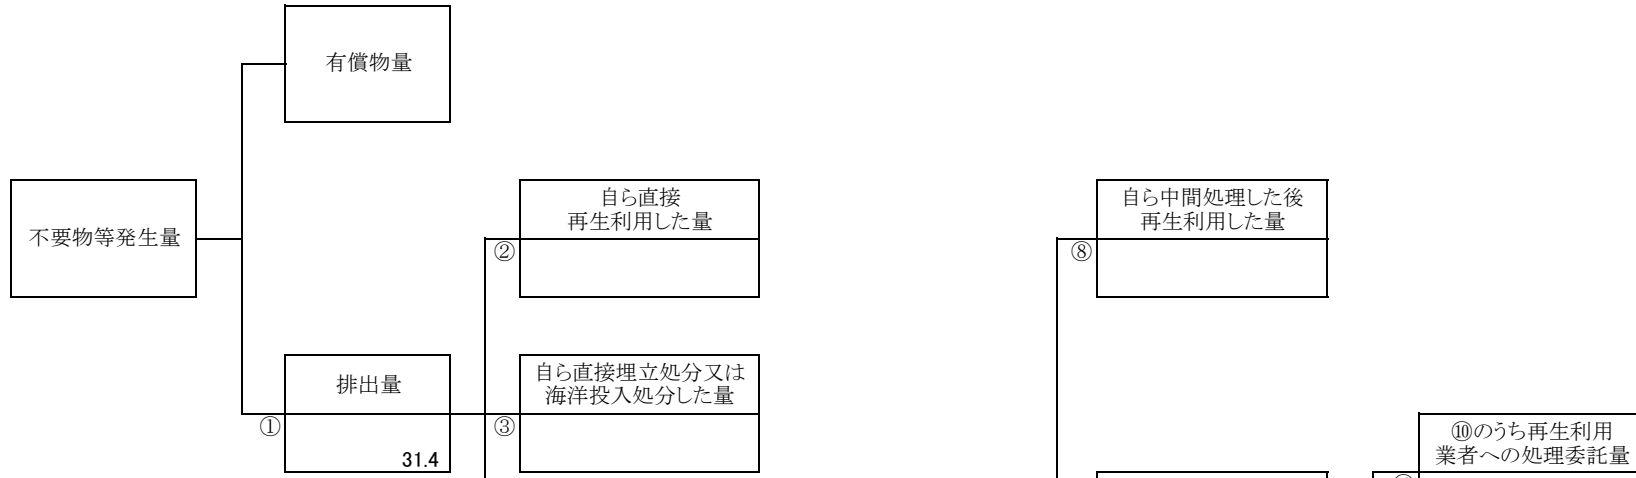 有償物量
不要物等発生量
自ら直接
再生利用した量
②
自ら中間処理した後
再生利用した量
⑧
排出量
①
31.4
自ら直接埋立処分又は
海洋投入処分した量
③
⑩のうち再生利用
業者への処理委託量